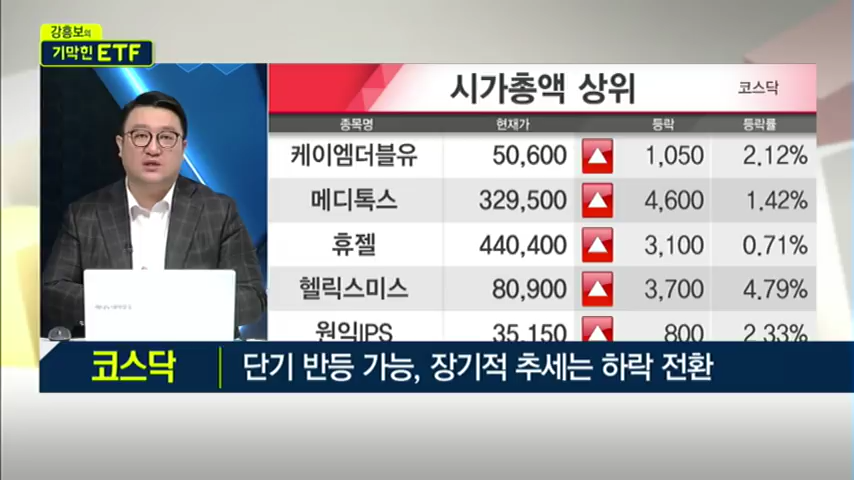 강흥보의
기막힌 ETF
시가총액 상위
코스닥
종목명 현재가 등락 등락률
케이엠더블유 50,600 1,050 2.12%
메디톡스 329,500 4,600 1.42%
휴젤 440,400 3,100 0.71%
헬릭스미스 80,900 3,700 4.79%
원익IPS 35,150 800 2.33%
코스닥 단기 반등 가능, 장기적 추세는 하락 전환